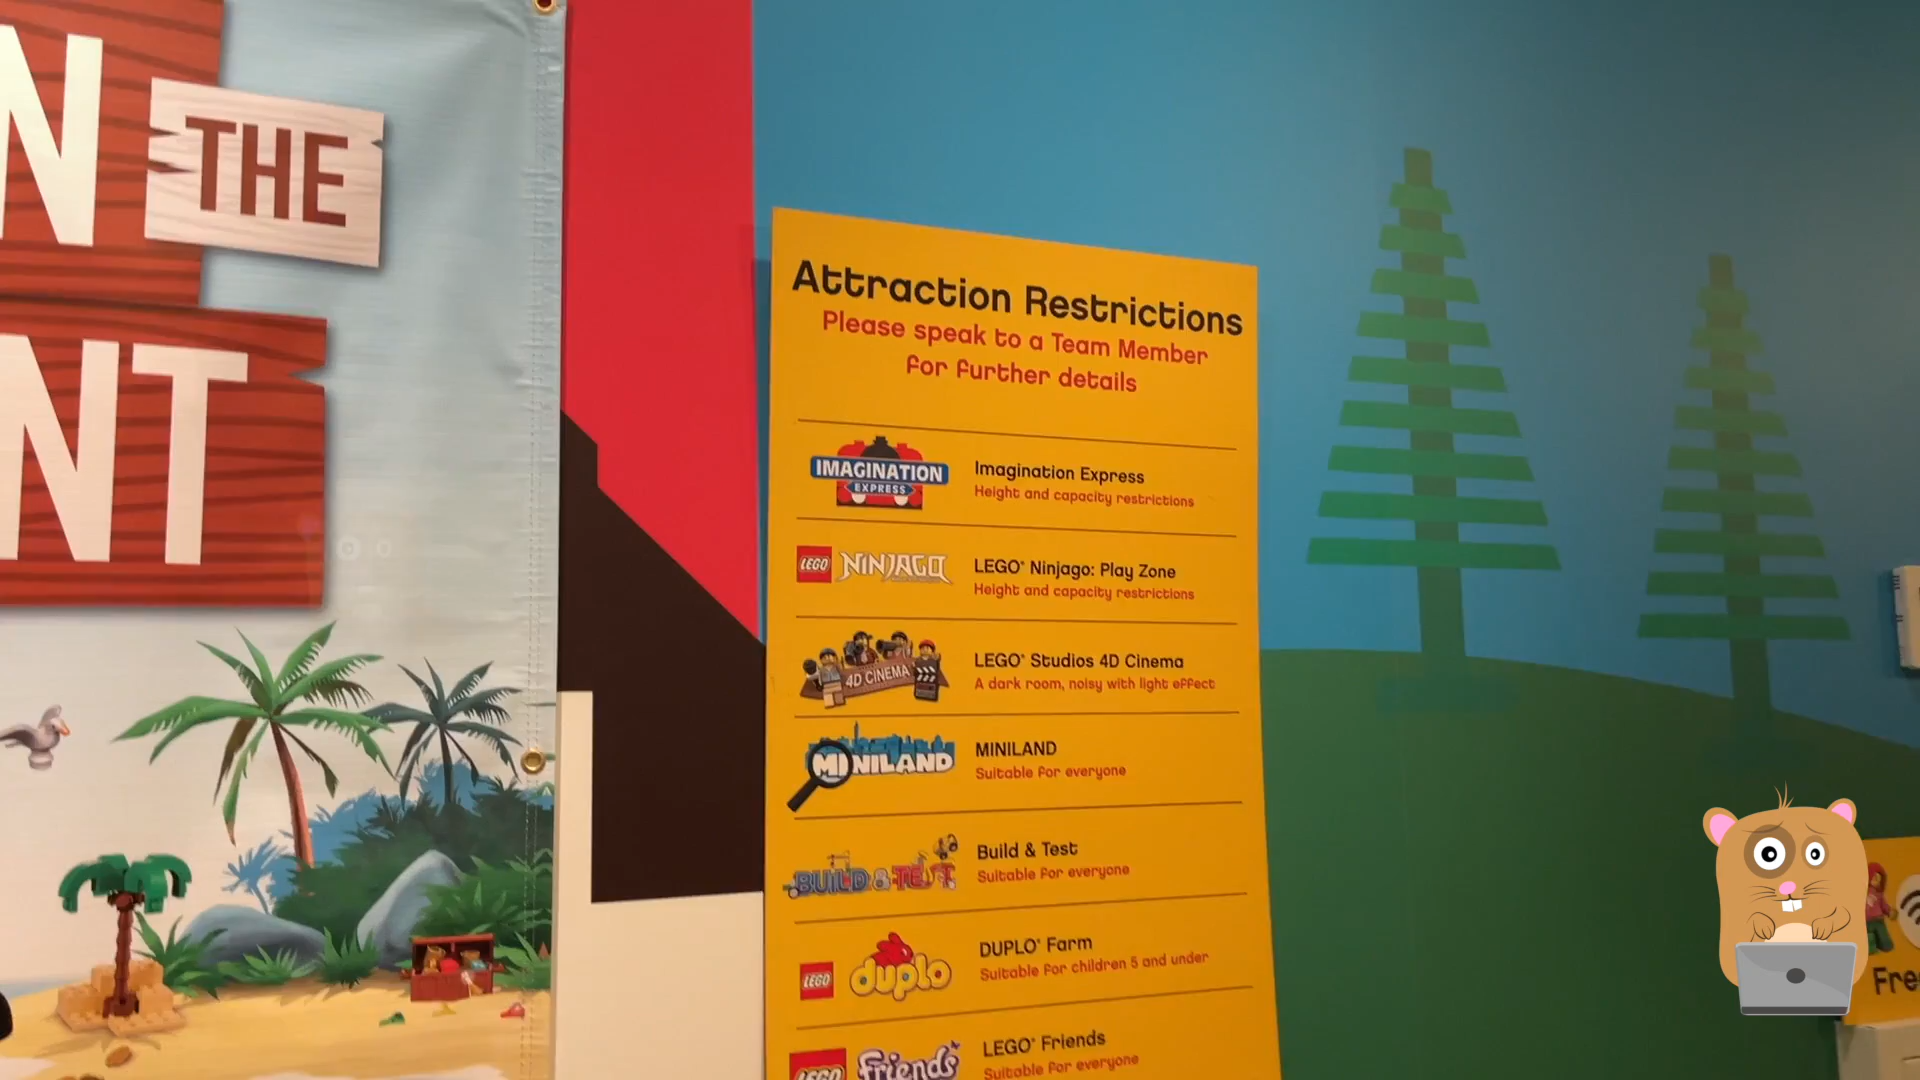 THE
NT
Attraction Restrictions
Please speak to a Team Member
for further details
IMAGINATION
EXPRESS
Imagination Express
Height and capacity restrictions
LEGO NINJAGO
LEGO® Ninjago: Play Zone
Height and capacity restrictions
4D CINEMA
LEGO® Studios 4D Cinema
A dark room, noisy with light effect
MINILAND
MINILAND
Suitable for everyone
BUILD & TEST
Build & Test
Suitable for everyone
LEGO duplo
DUPLO® Farm
Suitable for children 5 and under
LEGO friends
LEGO® Friends
Suitable for everyone
Fre